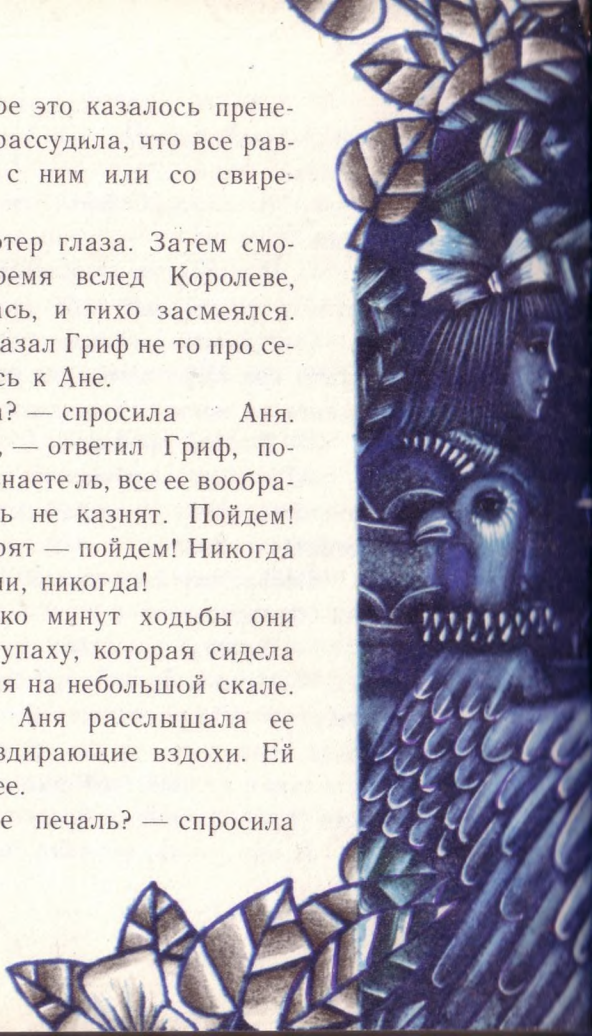 ое это казалось прене-
рассудила, что все рав-
с ним или со свире-
отер глаза. Затем смо-
ремя вслед Королеве,
ась, и тихо засмеялся.
азал Гриф не то про се-
сь к Ане.
а? — спросила Аня.
, — ответил Гриф, по-
знаете ль, все ее вообра-
ь не казнят. Пойдем!
рят — пойдем! Никогда
ни, никогда!
ко минут ходьбы они
упаху, которая сидела
я на небольшой скале.
Аня расслышала ее
здирающие вздохи. Ей
ее.
е печаль? — спросила